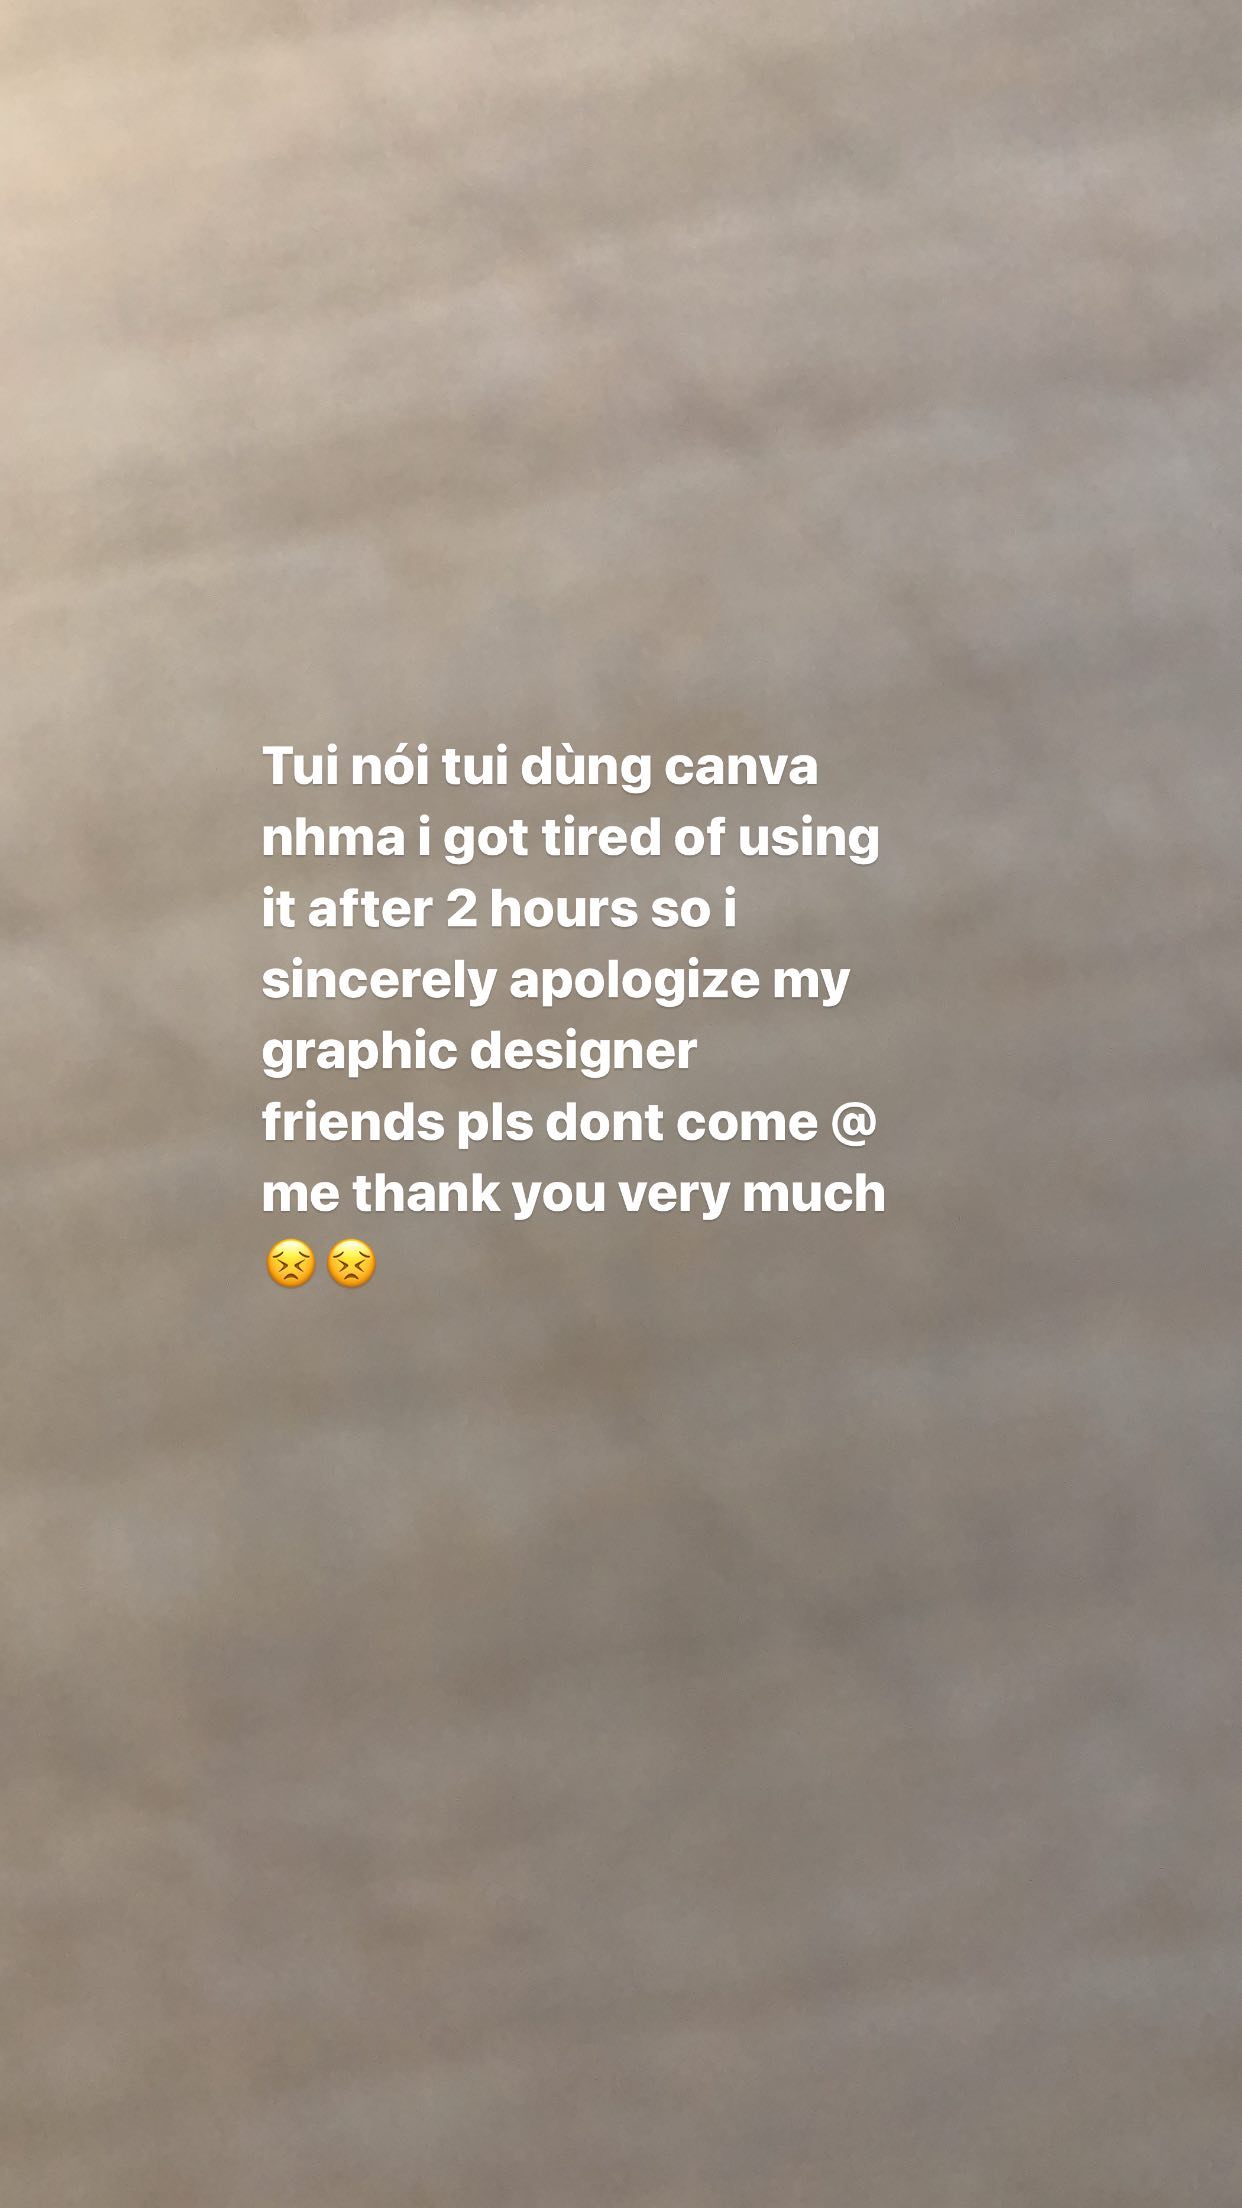 Tui nói tui dùng canva
nhma i got tired of using
it after 2 hours so i
sincerely apologize my
graphic designer
friends pls dont come @
me thank you very much
😣😣